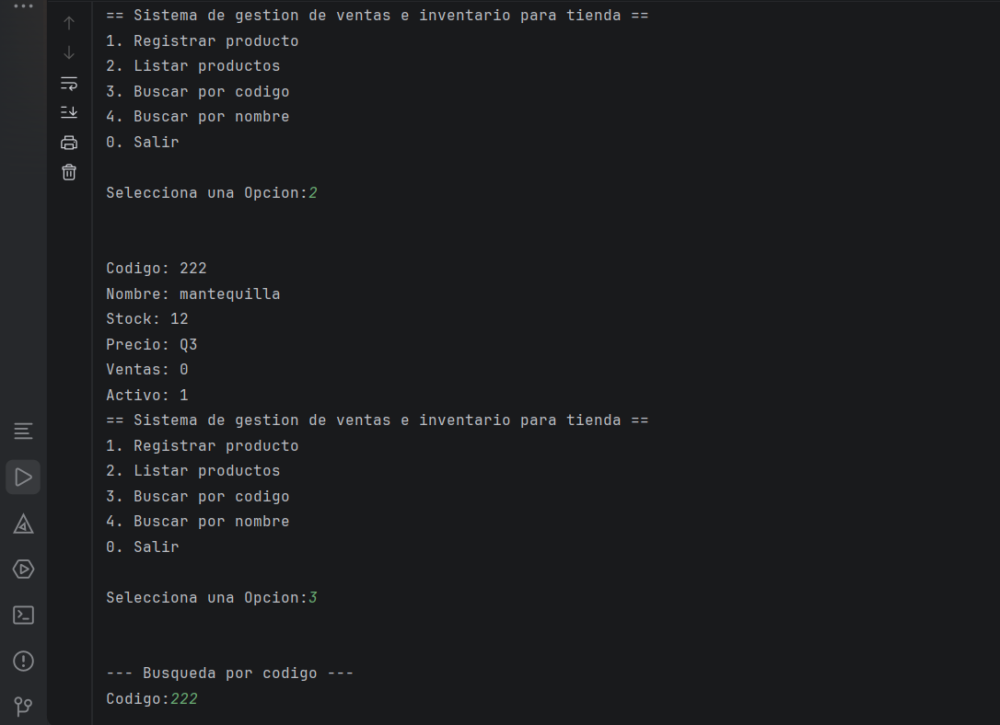 == Sistema de gestion de ventas e inventario para tienda ==
1. Registrar producto
2. Listar productos
3. Buscar por codigo
4. Buscar por nombre
0. Salir
Selecciona una Opcion:2
Codigo: 222
Nombre: mantequilla
Stock: 12
Precio: Q3
Ventas: 0
Activo: 1
== Sistema de gestion de ventas e inventario para tienda ==
1. Registrar producto
2. Listar productos
3. Buscar por codigo
4. Buscar por nombre
0. Salir
Selecciona una Opcion:3
--- Busqueda por codigo ---
Codigo:222